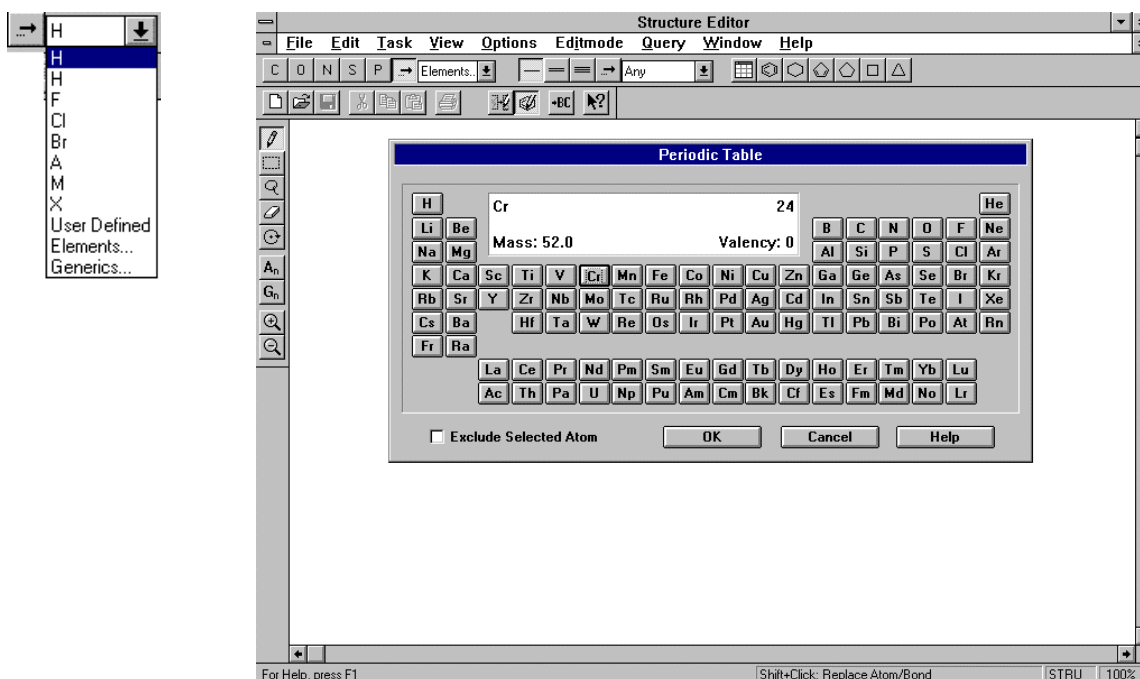 H
H
H
F
Cl
Br
A
M
X
User Defined
Elements...
Generics...
Structure Editor
File Edit Task View Options Editmode Query Window Help
C O N S P Elements.. Any
+BC
An
Gn
Periodic Table
H Cr 24 He
Li Be B C N O F Ne
Mass: 52.0 Valency: 0
Na Mg Al Si P S Cl Ar
K Ca Sc Ti V Cr Mn Fe Co Ni Cu Zn Ga Ge As Se Br Kr
Rb Sr Y Zr Nb Mo Tc Ru Rh Pd Ag Cd In Sn Sb Te I Xe
Cs Ba Hf Ta W Re Os Ir Pt Au Hg Tl Pb Bi Po At Rn
Fr Ra
La Ce Pr Nd Pm Sm Eu Gd Tb Dy Ho Er Tm Yb Lu
Ac Th Pa U Np Pu Am Cm Bk Cf Es Fm Md No Lr
Exclude Selected Atom OK Cancel Help
For Help, press F1 Shift+Click: Replace Atom/Bond STRU 100%